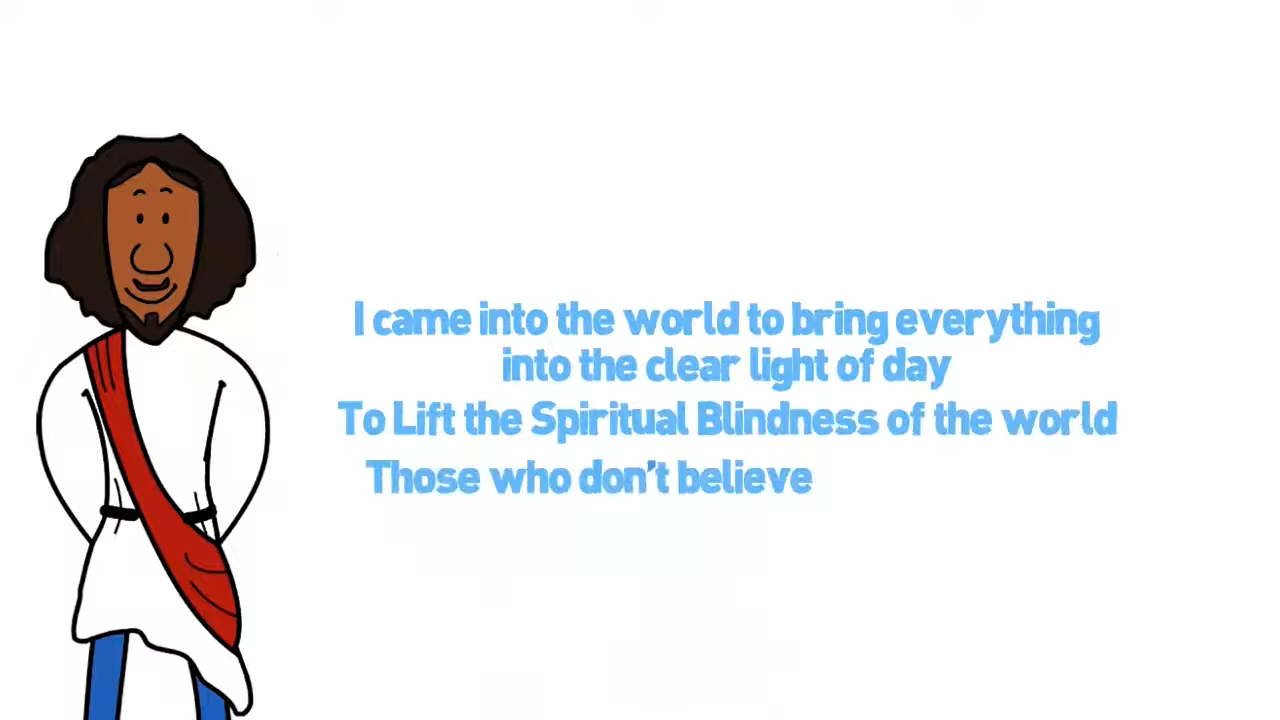 I came into the world to bring everything
into the clear light of day
To Lift the Spiritual Blindness of the world
Those who don't believe